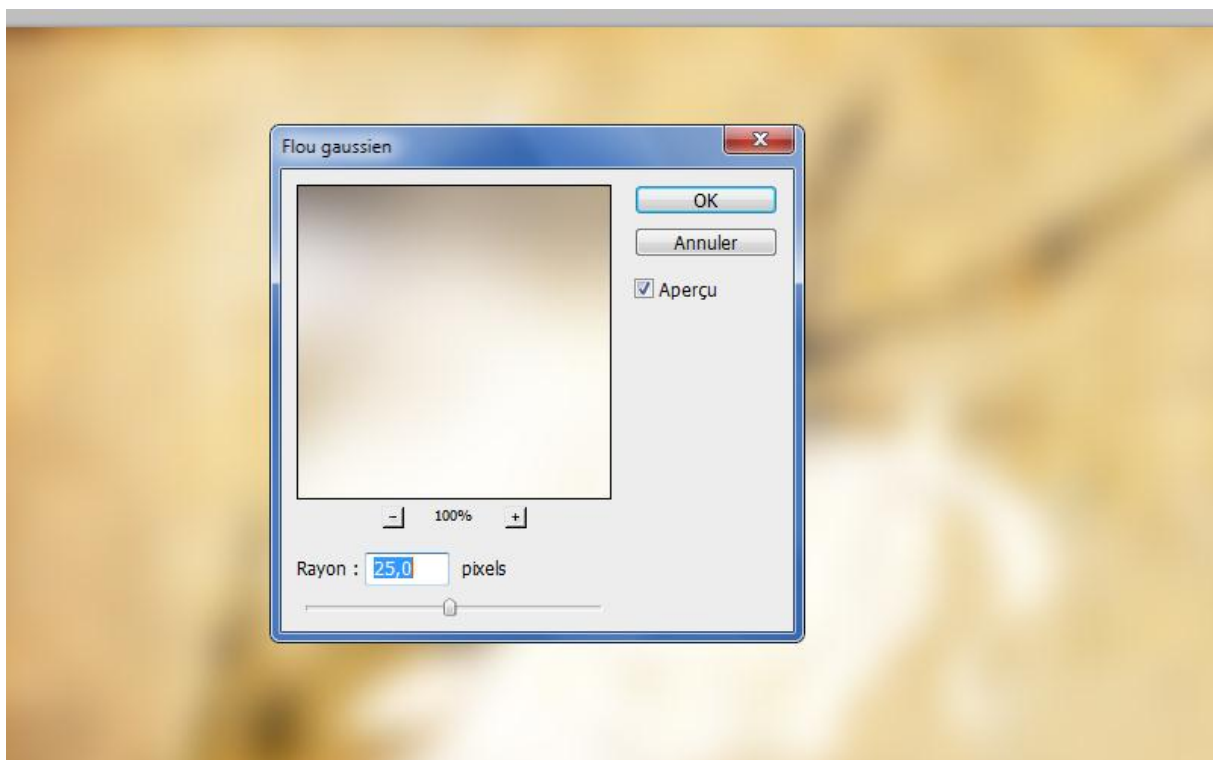 Flou gaussien
OK
Annuler
Aperçu
100%
Rayon : 25,0 pixels